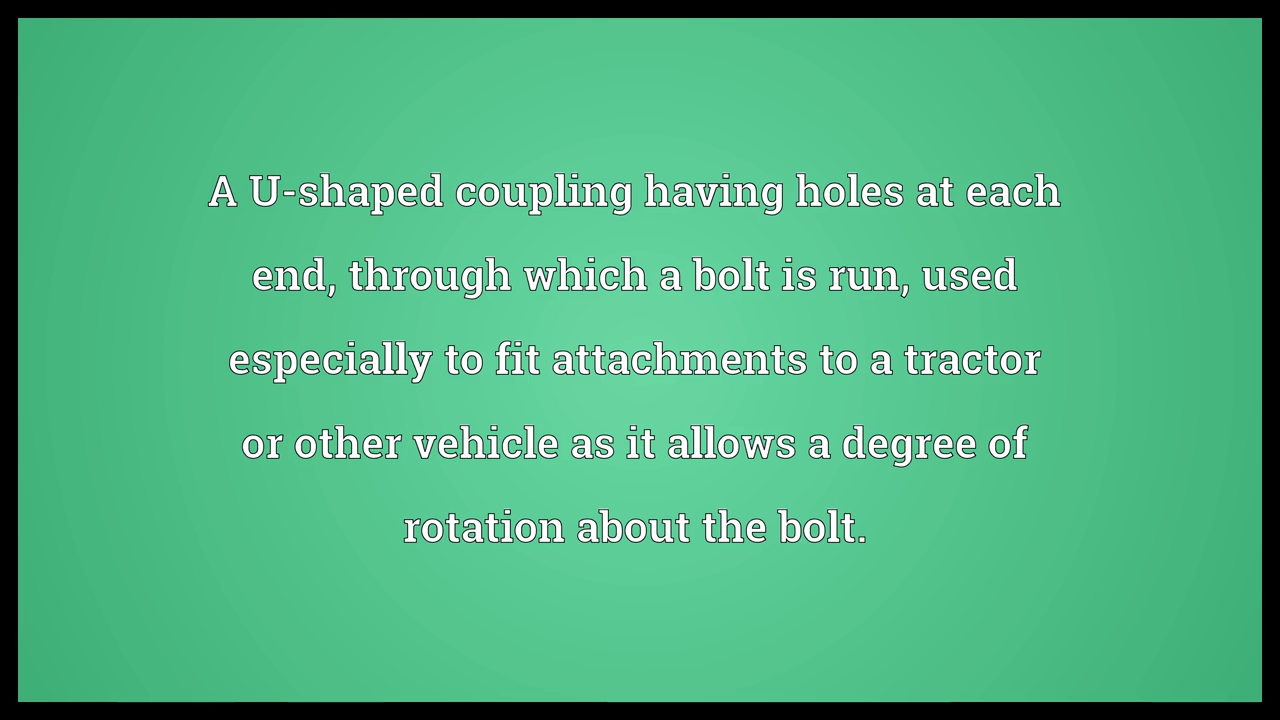 A U-shaped coupling having holes at each
end, through which a bolt is run, used
especially to fit attachments to a tractor
or other vehicle as it allows a degree of
rotation about the bolt.